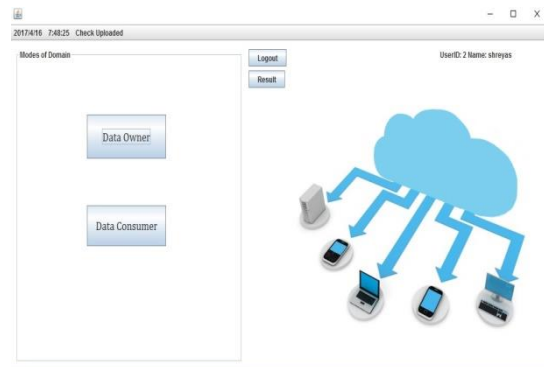 2017/4/16 7:48:25 Check Uploaded
Modes of Domain
Logout
UserID: 2 Name: shreyas
Result
Data Owner
Data Consumer